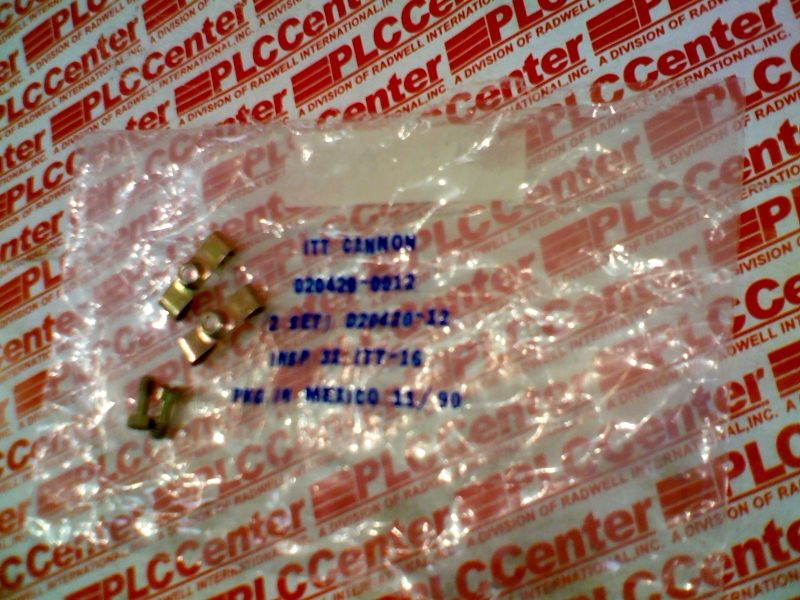 PLCCenter
A DIVISION OF RADWELL INTERNATIONAL, INC.
ITT CANNON
020420-0012
2 SET) 020420-12
INSP 3X ITT-16
PKG IN MEXICO 11/90